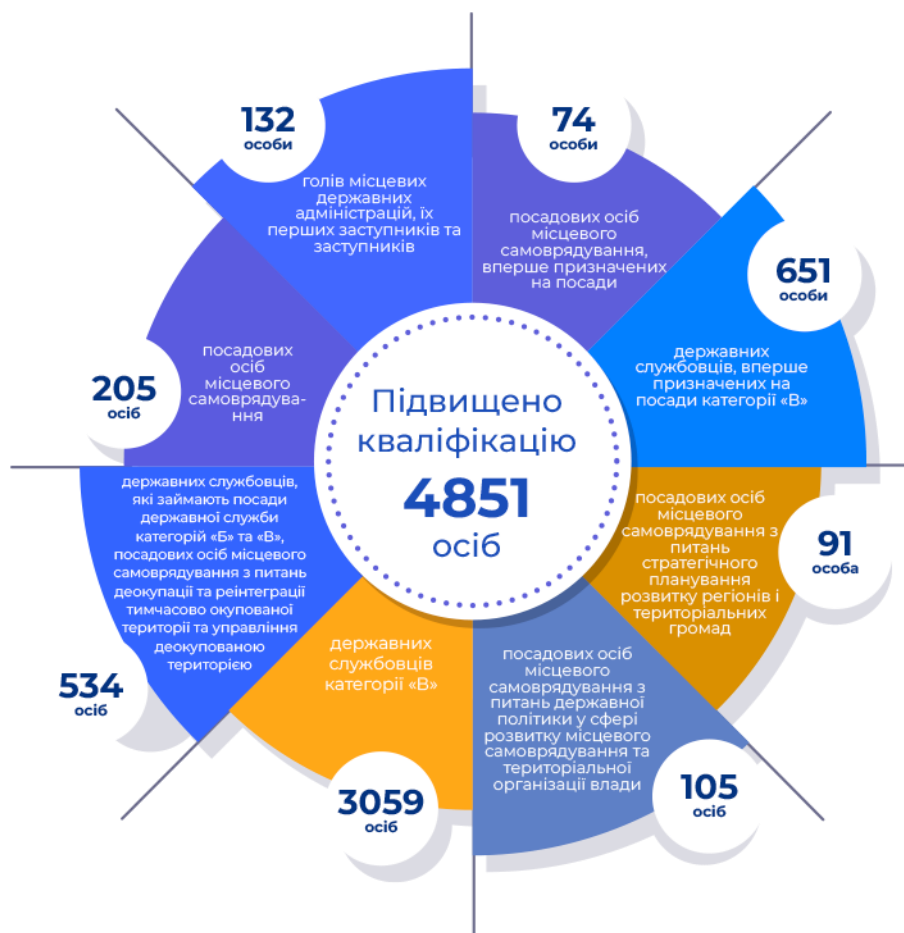 132
особи
голів місцевих
державних
адміністрацій, їх
перших заступників та
заступників
74
особи
посадових осіб
місцевого
самоврядування,
вперше призначених
на посади
651
особи
державних
службовців, вперше
призначених на
посади категорії «В»
205
осіб
посадових
осіб
місцевого
самоврядува-
ння
Підвищено
кваліфікацію
4851
осіб
91
особа
посадових осіб
місцевого
самоврядування з
питань
стратегічного
планування
розвитку регіонів і
територіальних
громад
534
осіб
державних службовців,
які займають посади
державної служби
категорій «Б» та «В»,
посадових осіб місцевого
самоврядування з питань
деокупації та реінтеграції
тимчасово окупованої
території та управління
деокупованою
територією
3059
осіб
державних
службовців
категорії «В»
105
осіб
посадових осіб
місцевого
самоврядування з
питань державної
політики у сфері
розвитку місцевого
самоврядування та
територіальної
організації влади